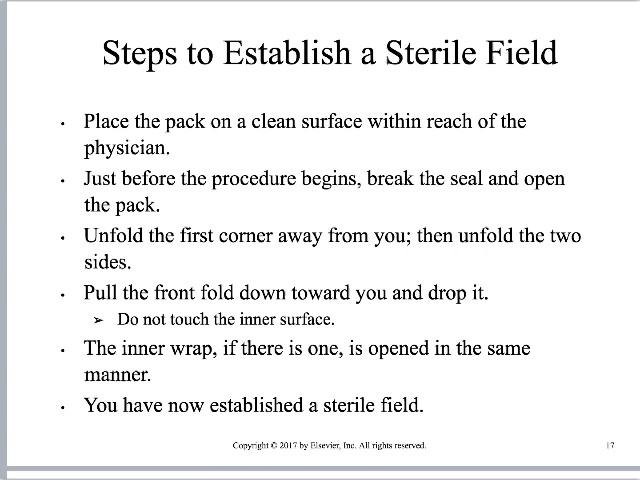 Steps to Establish a Sterile Field
• Place the pack on a clean surface within reach of the
physician.
• Just before the procedure begins, break the seal and open
the pack.
• Unfold the first corner away from you; then unfold the two
sides.
• Pull the front fold down toward you and drop it.
➢ Do not touch the inner surface.
• The inner wrap, if there is one, is opened in the same
manner.
• You have now established a sterile field.
Copyright © 2017 by Elsevier, Inc. All rights reserved.
17